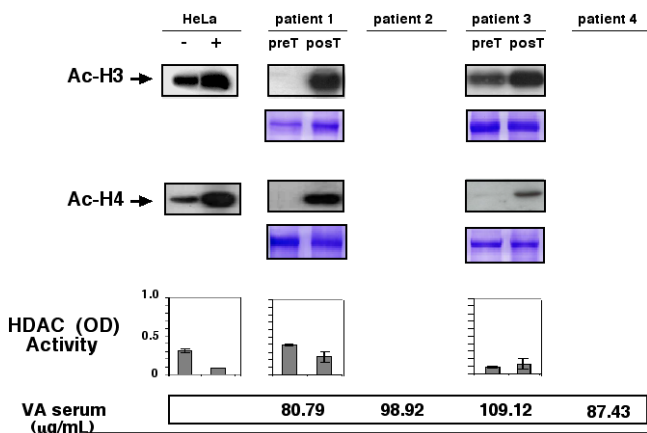 HeLa patient 1 patient 2 patient 3 patient 4
- + preT posT preT posT
Ac-H3
Ac-H4
1.0
HDAC (OD) 0.5
Activity
0
VA serum 80.79 98.92 109.12 87.43
(µg/mL)